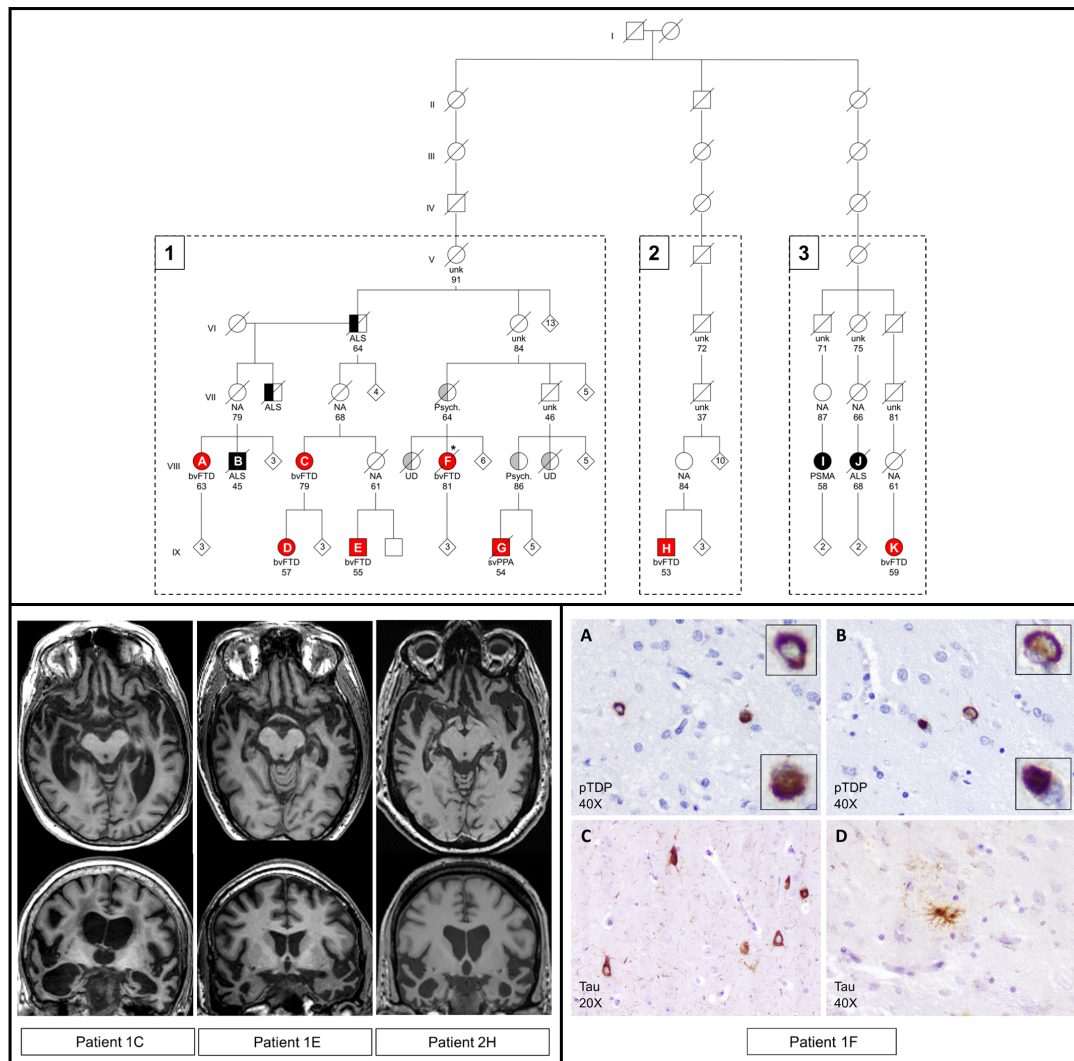 I
II
III
IV
1
2
3
V
unk
91
VI
ALS
64
unk
84
13
unk
72
unk
71
unk
75
VII
NA
79
ALS
NA
68
4
Psych.
64
unk
46
5
unk
37
NA
87
NA
66
unk
81
VIII
A
bvFTD
63
B
ALS
45
3
C
bvFTD
79
NA
61
UD
*
F
bvFTD
81
6
Psych.
86
UD
5
NA
84
10
I
PSMA
58
J
ALS
68
NA
61
IX
3
D
bvFTD
57
3
E
bvFTD
55
3
G
svPPA
54
5
H
bvFTD
53
3
2
2
K
bvFTD
59
Patient 1C
Patient 1E
Patient 2H
A
pTDP
40X
B
pTDP
40X
C
Tau
20X
D
Tau
40X
Patient 1F